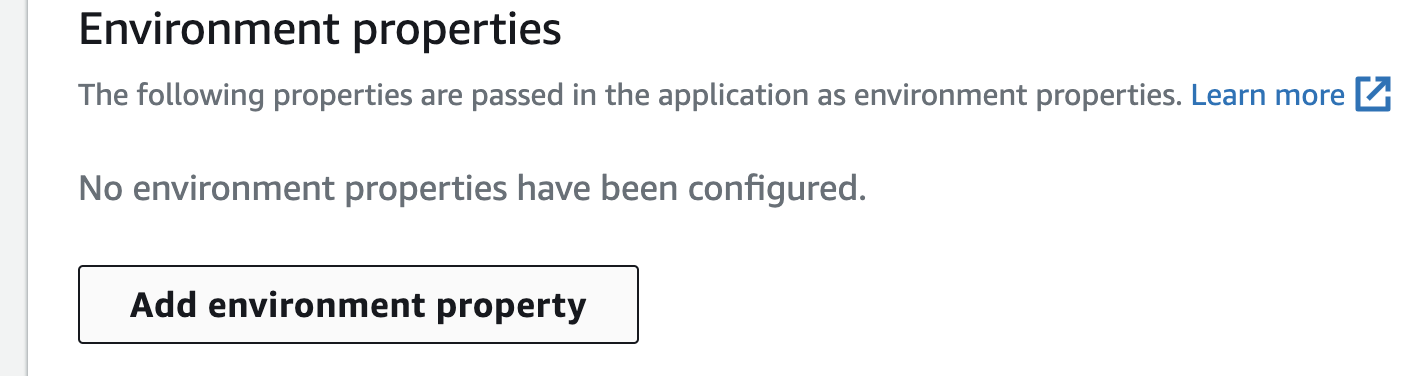 Environment properties
The following properties are passed in the application as environment properties. Learn more
No environment properties have been configured.
Add environment property